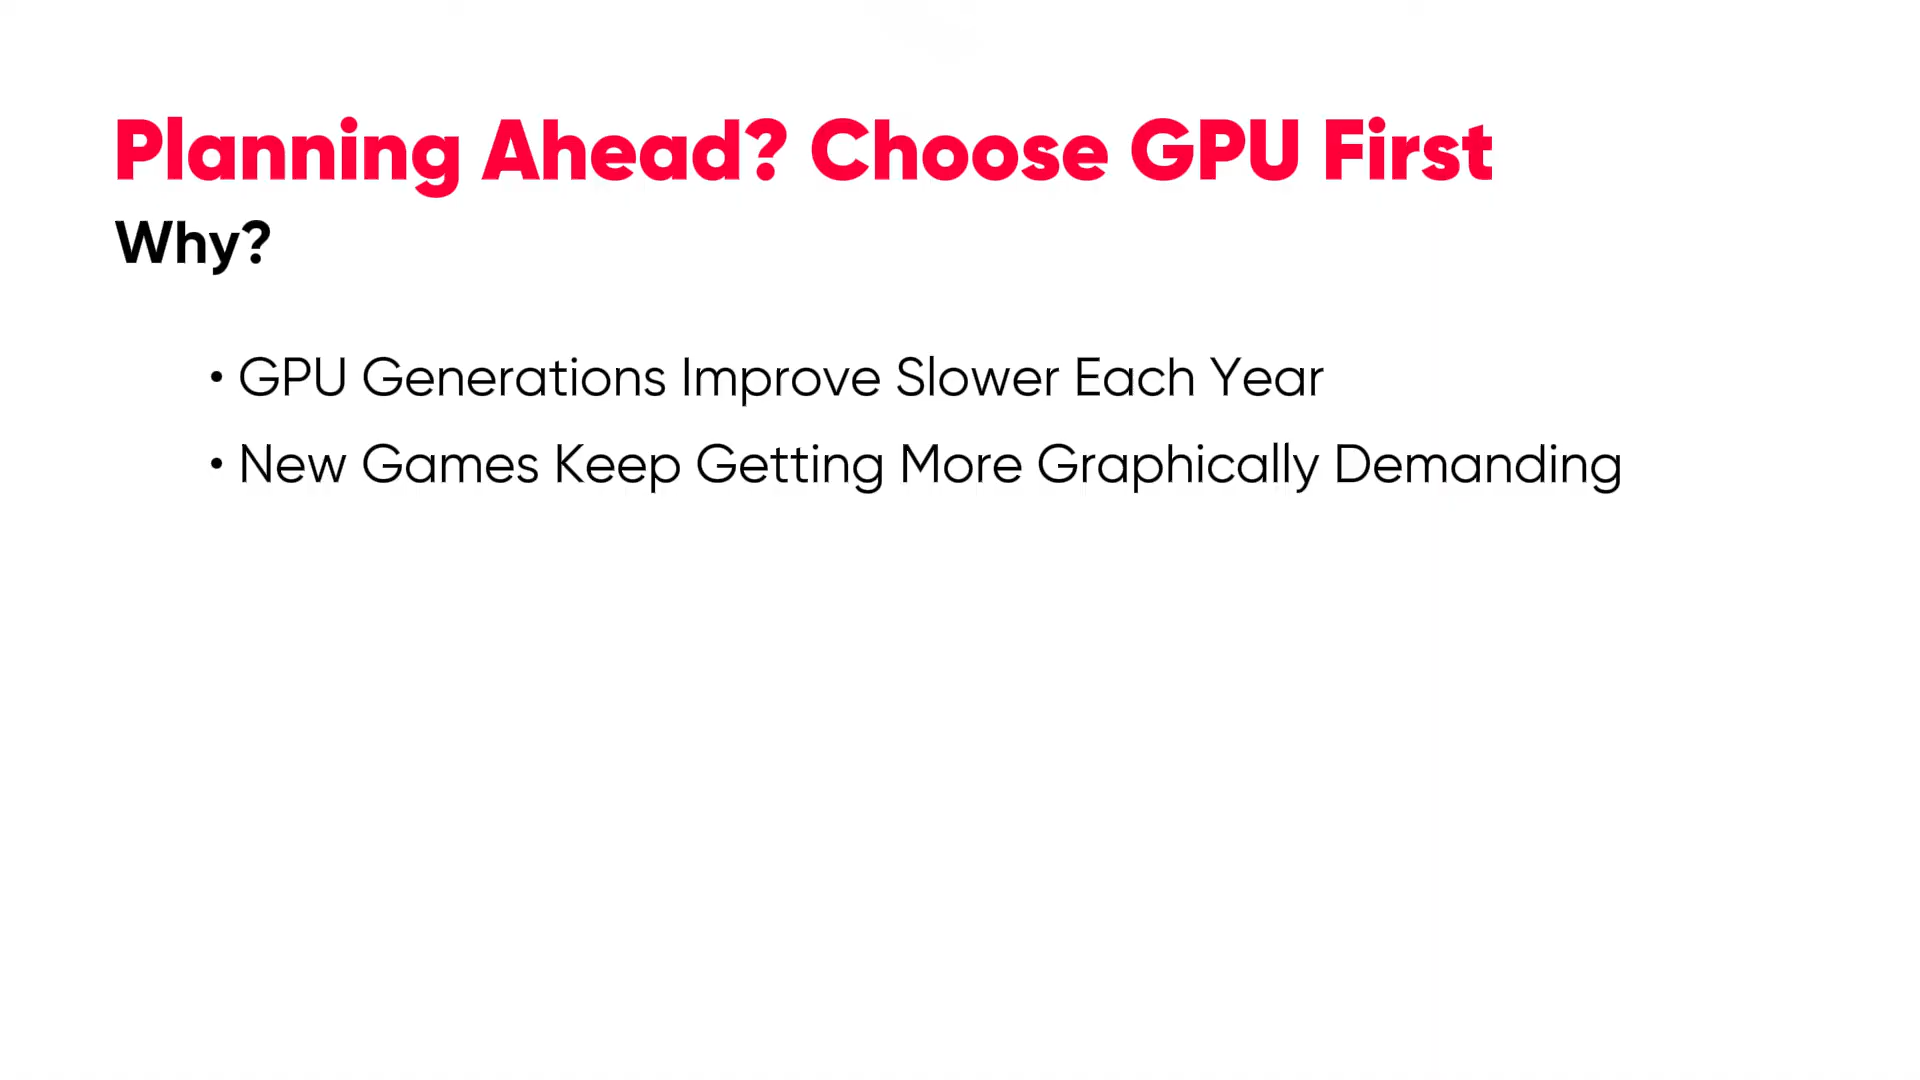 Planning Ahead? Choose GPU First
Why?
• GPU Generations Improve Slower Each Year
• New Games Keep Getting More Graphically Demanding